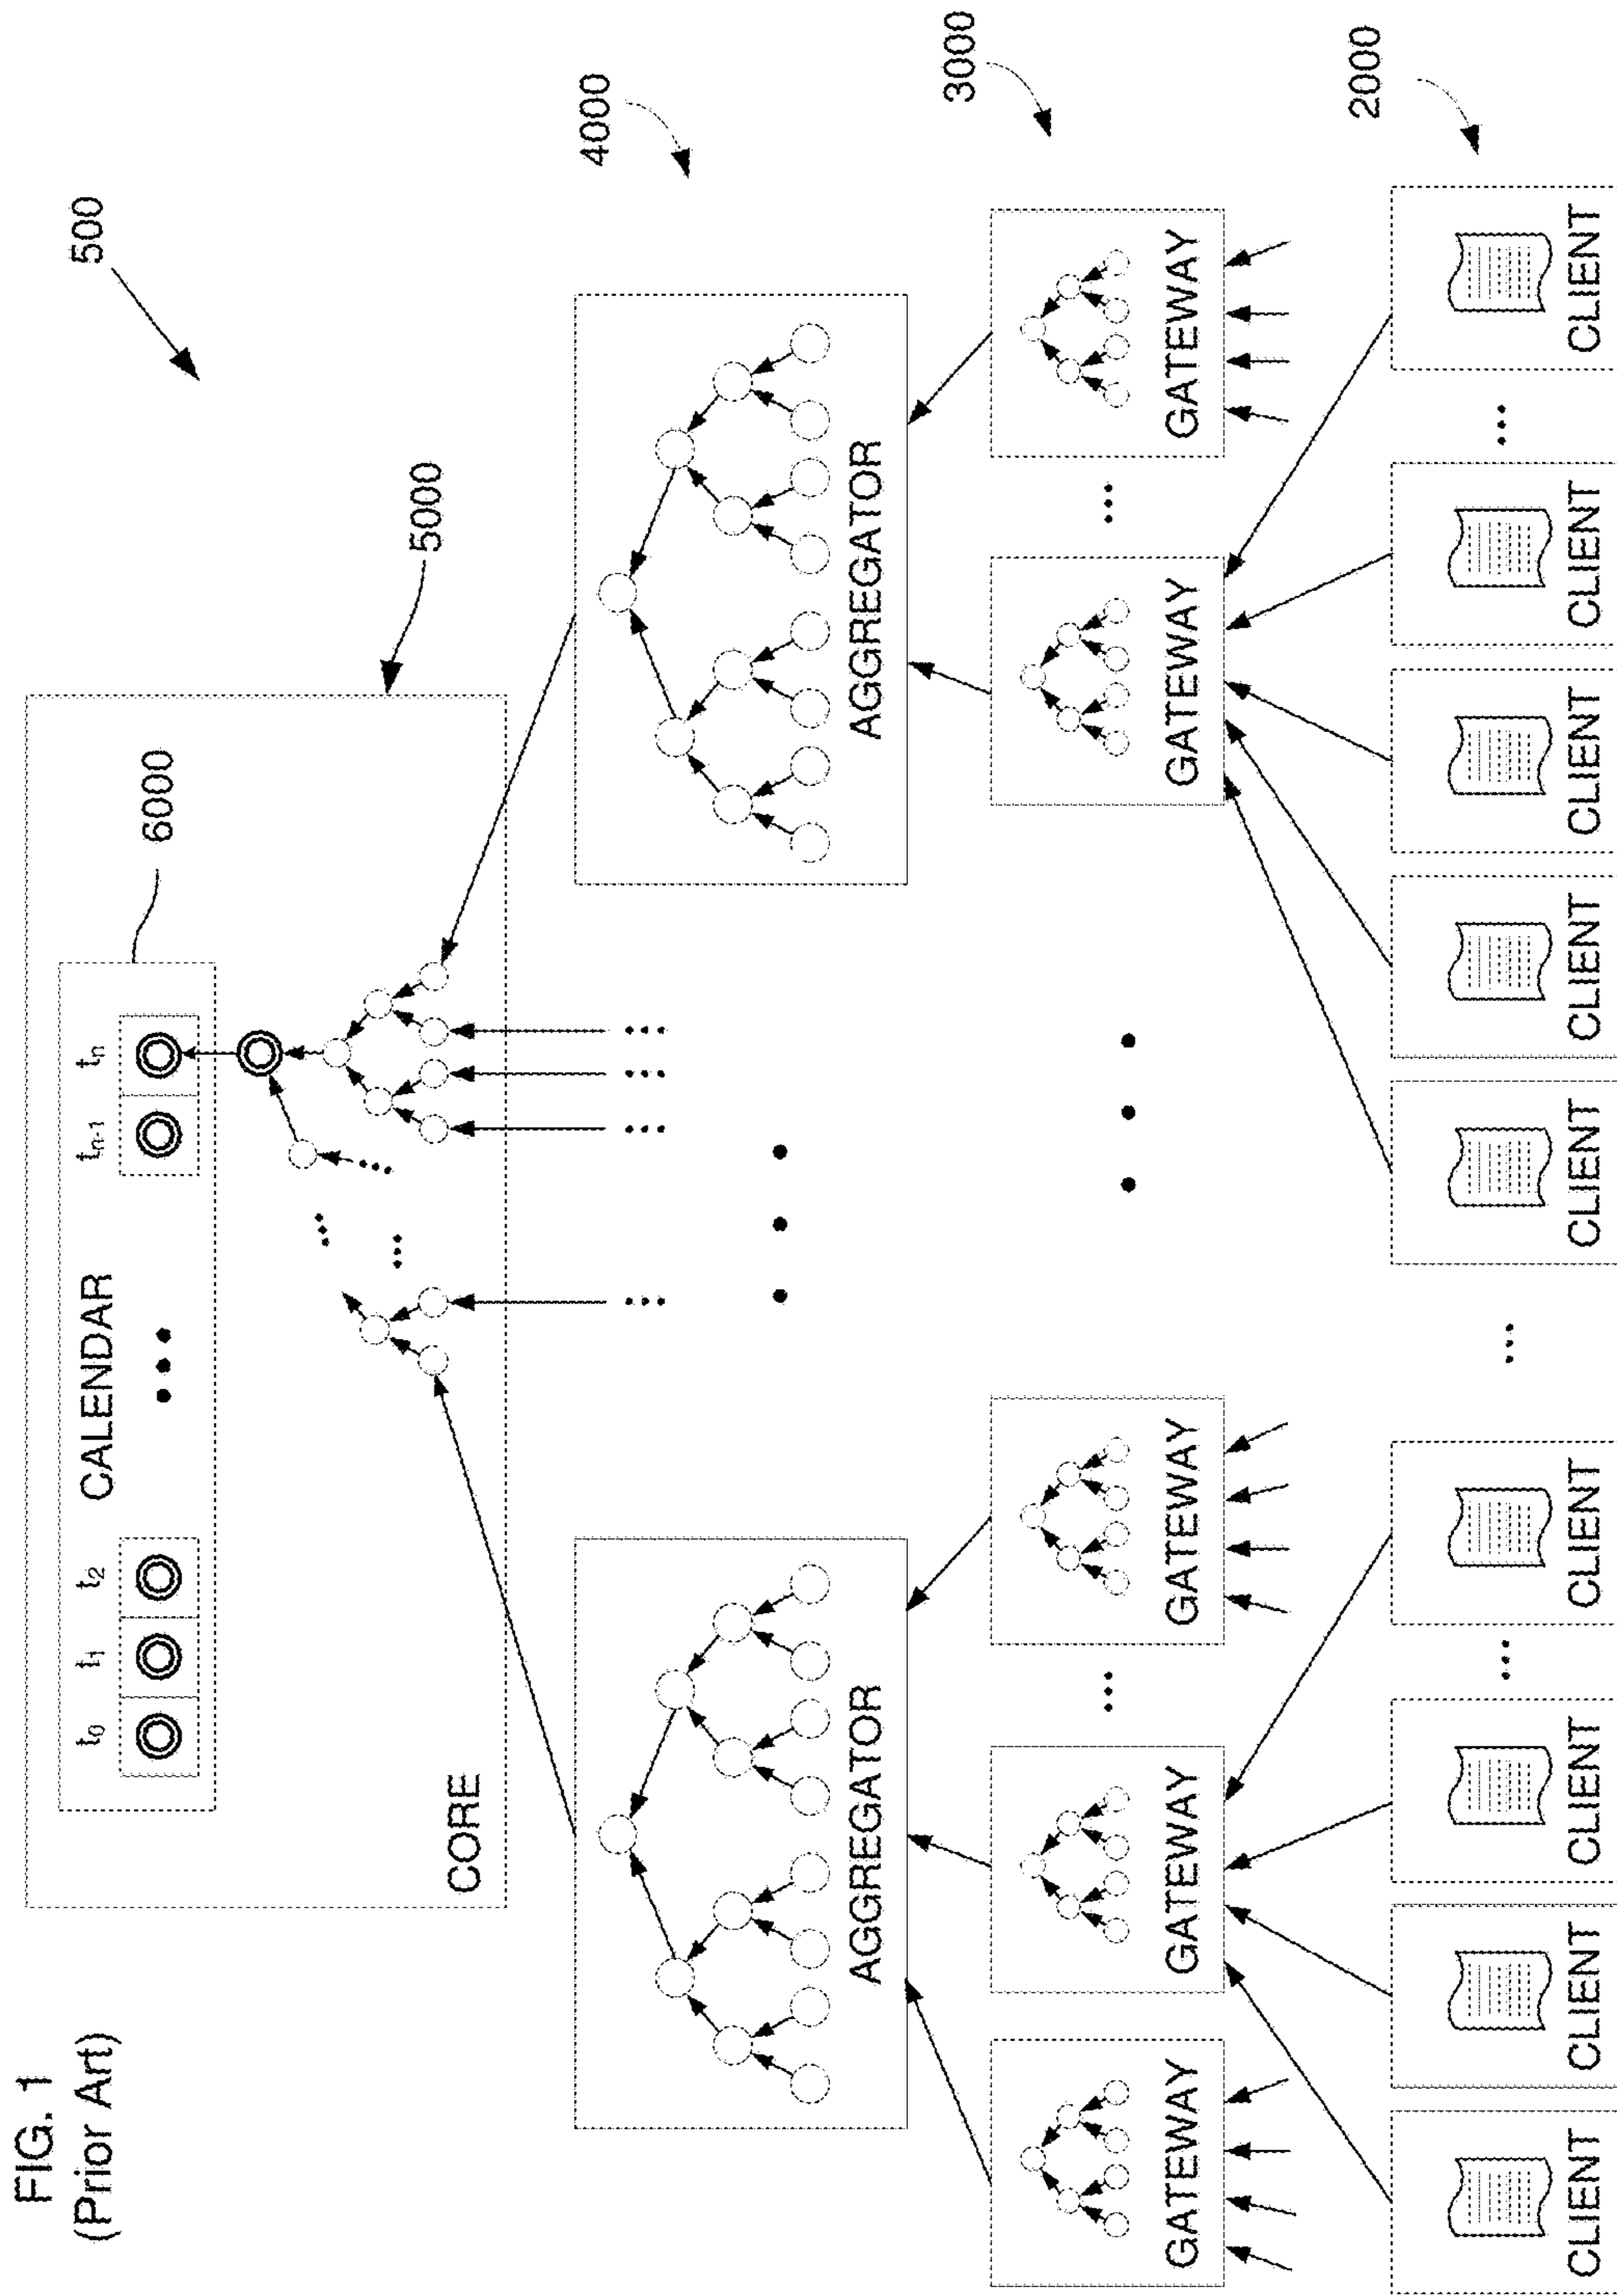 FIG. 1
(Prior Art)
500
t0 t1 t2 CALENDAR tn-1 tn
6000
5000
CORE
4000
AGGREGATOR AGGREGATOR
3000
GATEWAY GATEWAY GATEWAY GATEWAY GATEWAY
2000
CLIENT CLIENT CLIENT CLIENT CLIENT CLIENT CLIENT CLIENT CLIENT